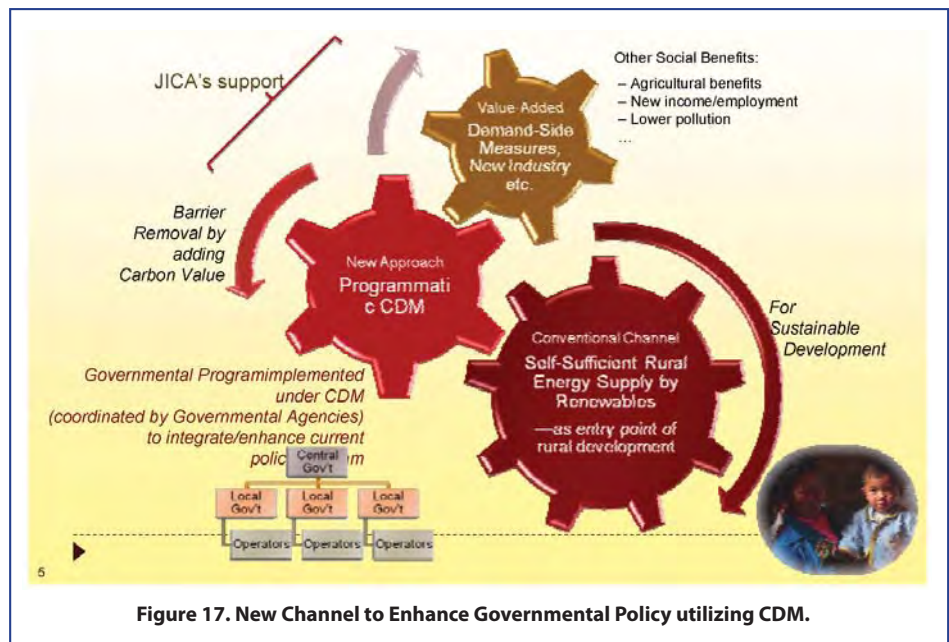 JICA's support
Other Social Benefits:
– Agricultural benefits
– New income/employment
– Lower pollution
...
Value-Added
Demand-Side
Measures,
New Industry
etc.
Barrier
Removal by
adding
Carbon Value
New Approach
Programmati
c CDM
For
Sustainable
Development
Conventional Channel
Self-Sufficient Rural
Energy Supply by
Renewables
—as entry point of
rural development
Governmental Programimplemented
under CDM
(coordinated by Governmental Agencies)
to integrate/enhance current
Central
Gov't
Local
Gov't
Local
Gov't
Local
Gov't
Operators
Operators
Operators
5
Figure 17. New Channel to Enhance Governmental Policy utilizing CDM.